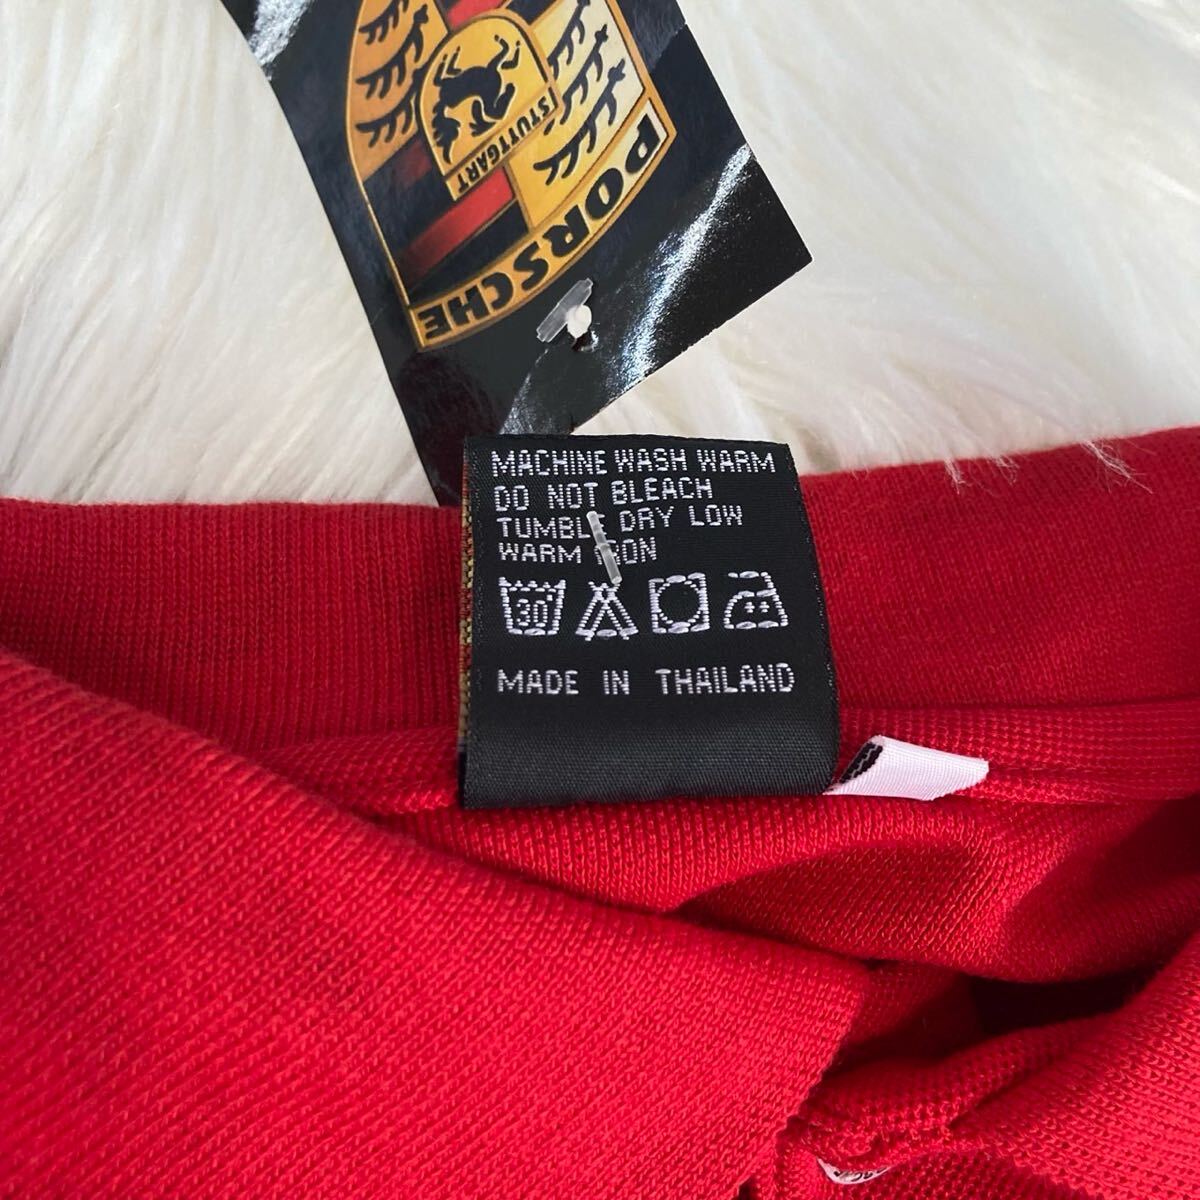 PORSCHE
STUTTGART
MACHINE WASH WARM
DO NOT BLEACH
TUMBLE DRY LOW
WARM IRON
30°
MADE IN THAILAND